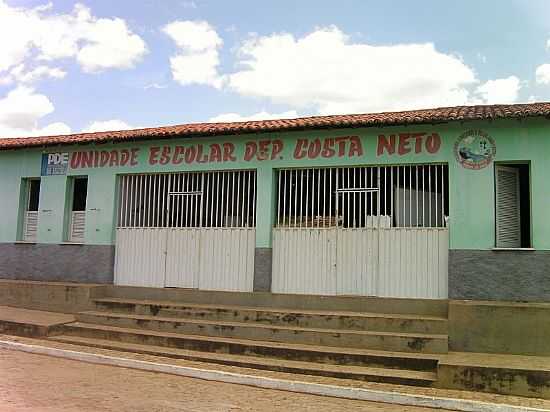 UNIDADE ESCOLAR DEP. COSTA NETO
PDE